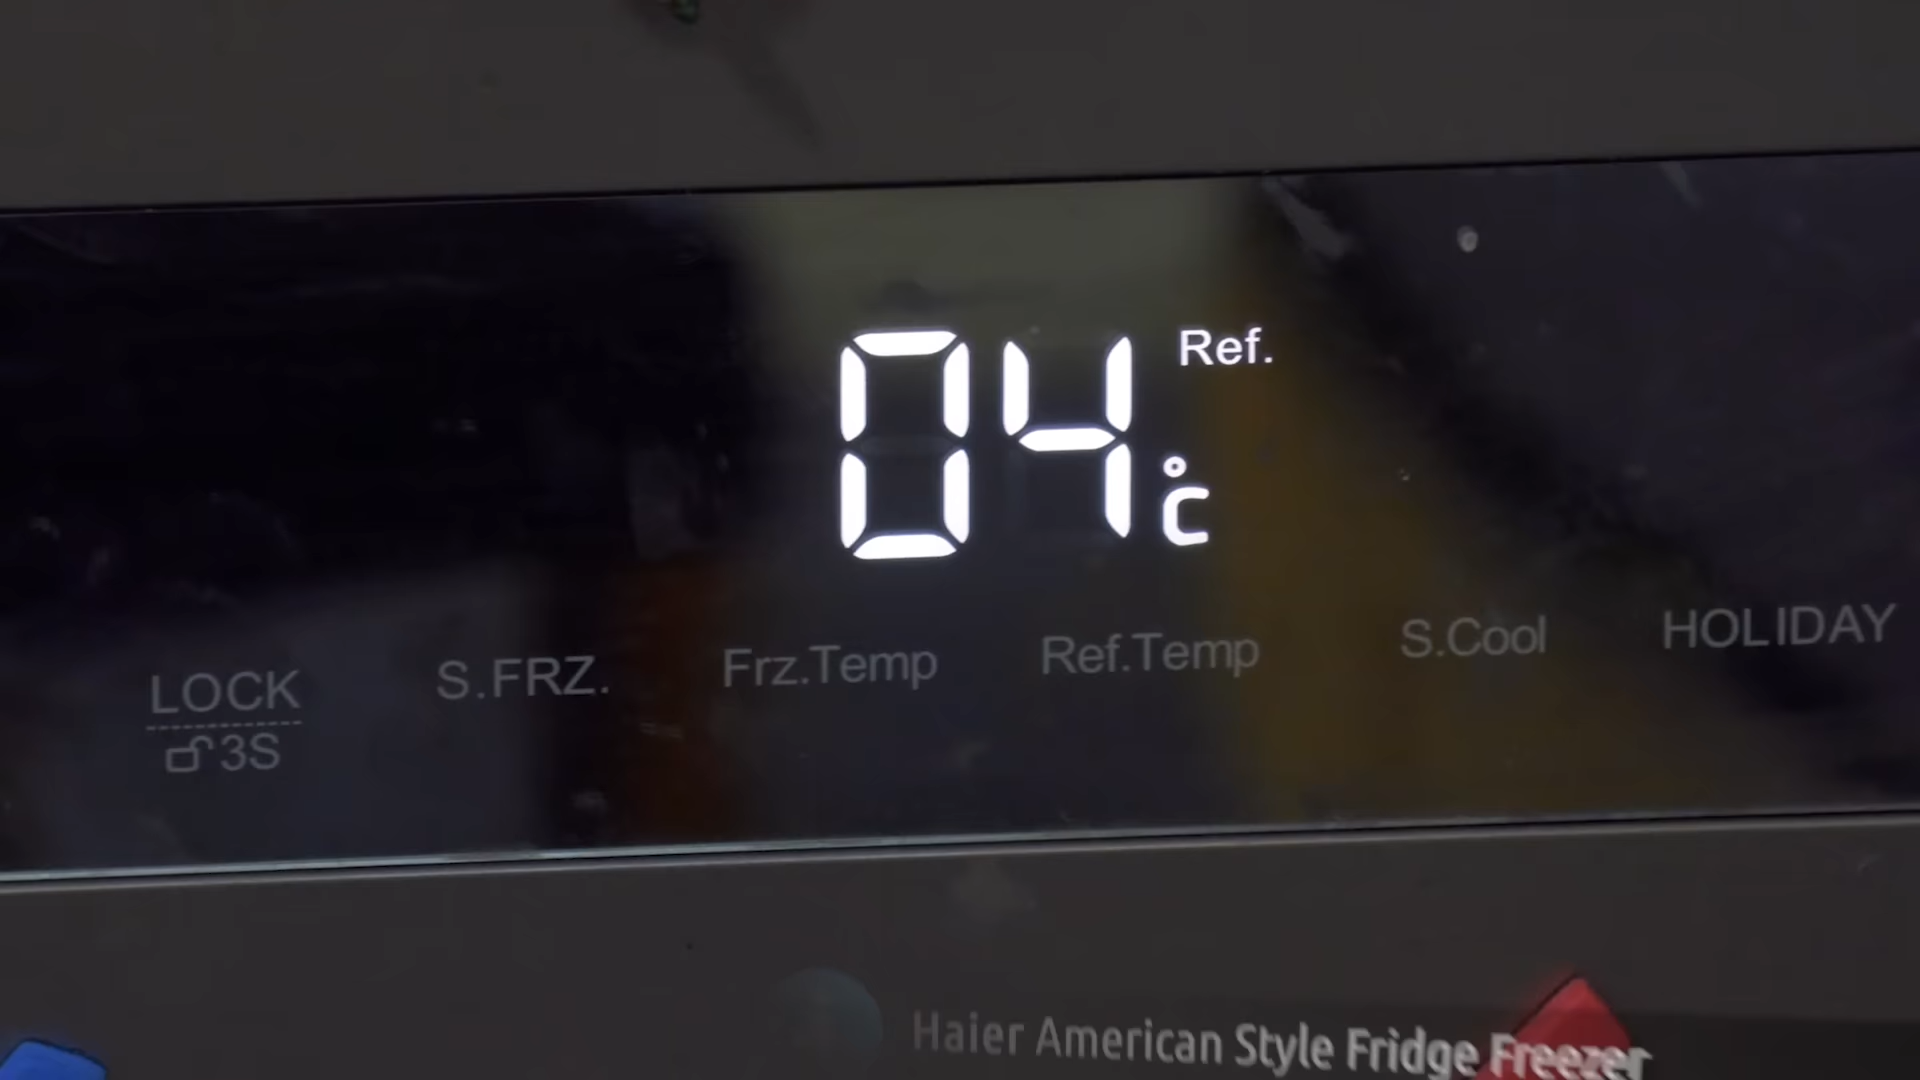 04 °C Ref.
LOCK S.FRZ. Frz.Temp Ref.Temp S.Cool HOLIDAY
3S
Haier American Style Fridge Freezer